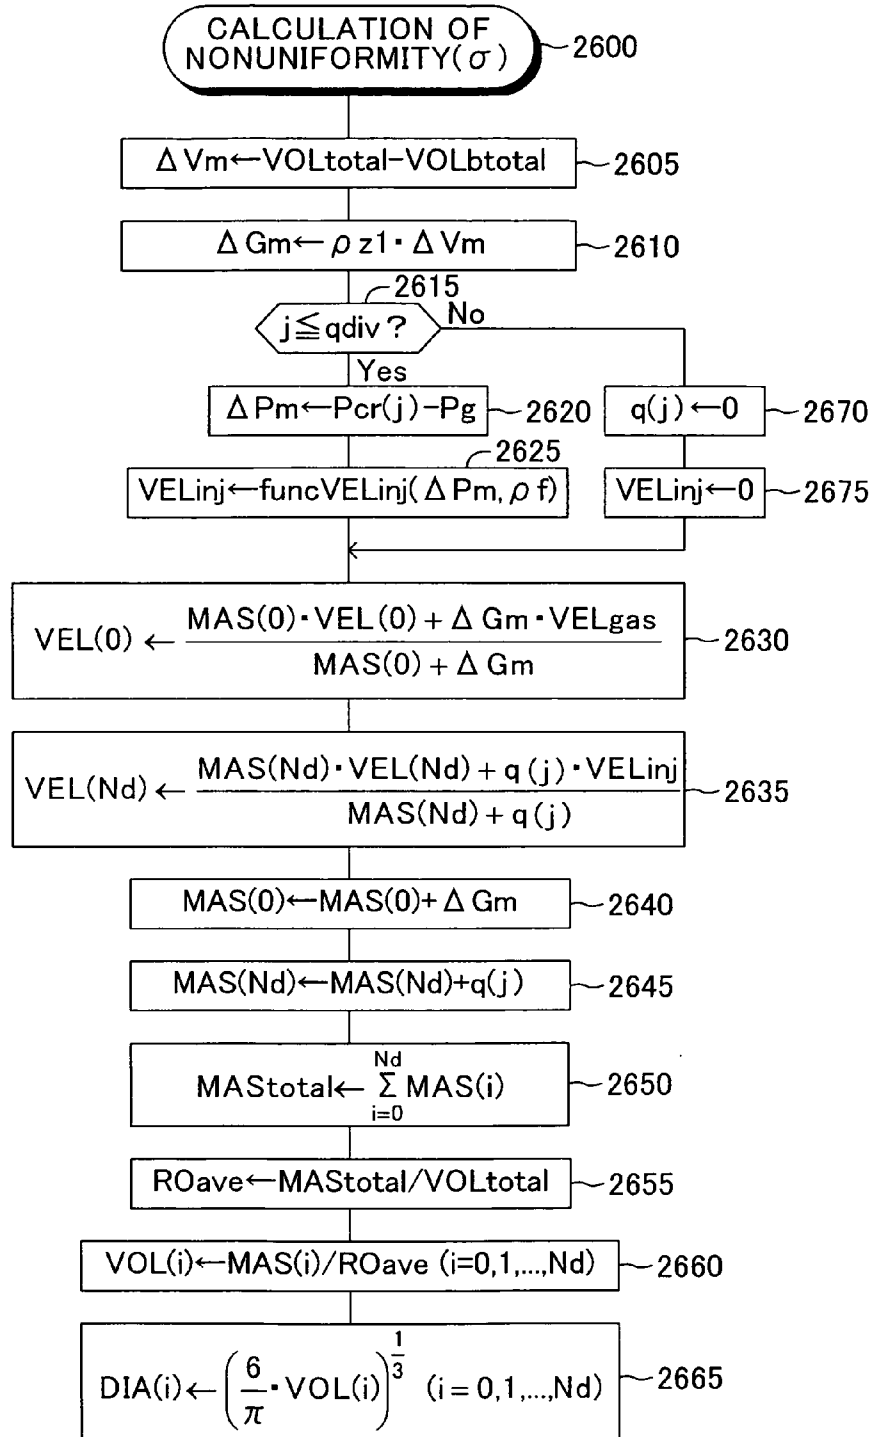 CALCULATION OF
NONUNIFORMITY(σ)
2600
ΔVm←VOLtotal-VOLbtotal
2605
ΔGm←ρz1・ΔVm
2610
2615
j≦qdiv?
No
Yes
ΔPm←Pcr(j)-Pg
2620
q(j)←0
2670
2625
VELinj←funcVELinj(ΔPm,ρf)
VELinj←0
2675
VEL(0)← (MAS(0)・VEL(0)+ΔGm・VELgas)/(MAS(0)+ΔGm)
2630
VEL(Nd)← (MAS(Nd)・VEL(Nd)+q(j)・VELinj)/(MAS(Nd)+q(j))
2635
MAS(0)←MAS(0)+ΔGm
2640
MAS(Nd)←MAS(Nd)+q(j)
2645
Nd
MAStotal←ΣMAS(i)
i=0
2650
ROave←MAStotal/VOLtotal
2655
VOL(i)←MAS(i)/ROave (i=0,1,...,Nd)
2660
DIA(i)←(6/π・VOL(i))^1/3 (i=0,1,...,Nd)
2665